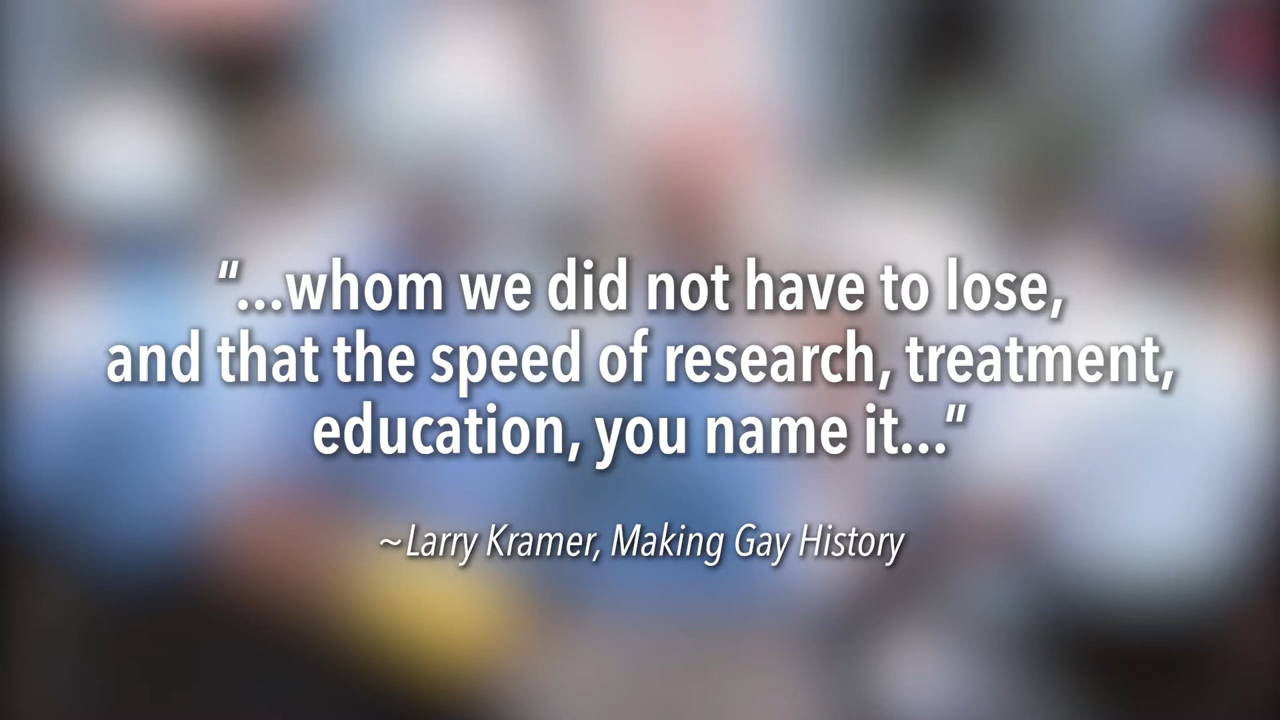 “...whom we did not have to lose,
and that the speed of research, treatment,
education, you name it...”
~Larry Kramer, Making Gay History